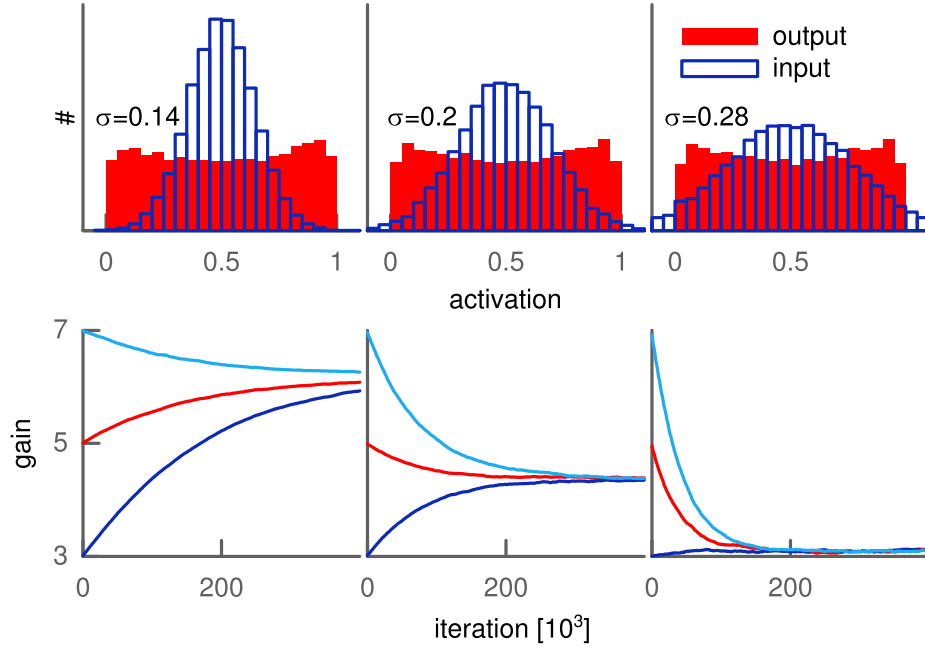 output
input
#
σ=0.14
σ=0.2
σ=0.28
0 0.5 1
0 0.5 1
0 0.5
activation
7
5
3
gain
0 200
0 200
0 200
iteration [10³]